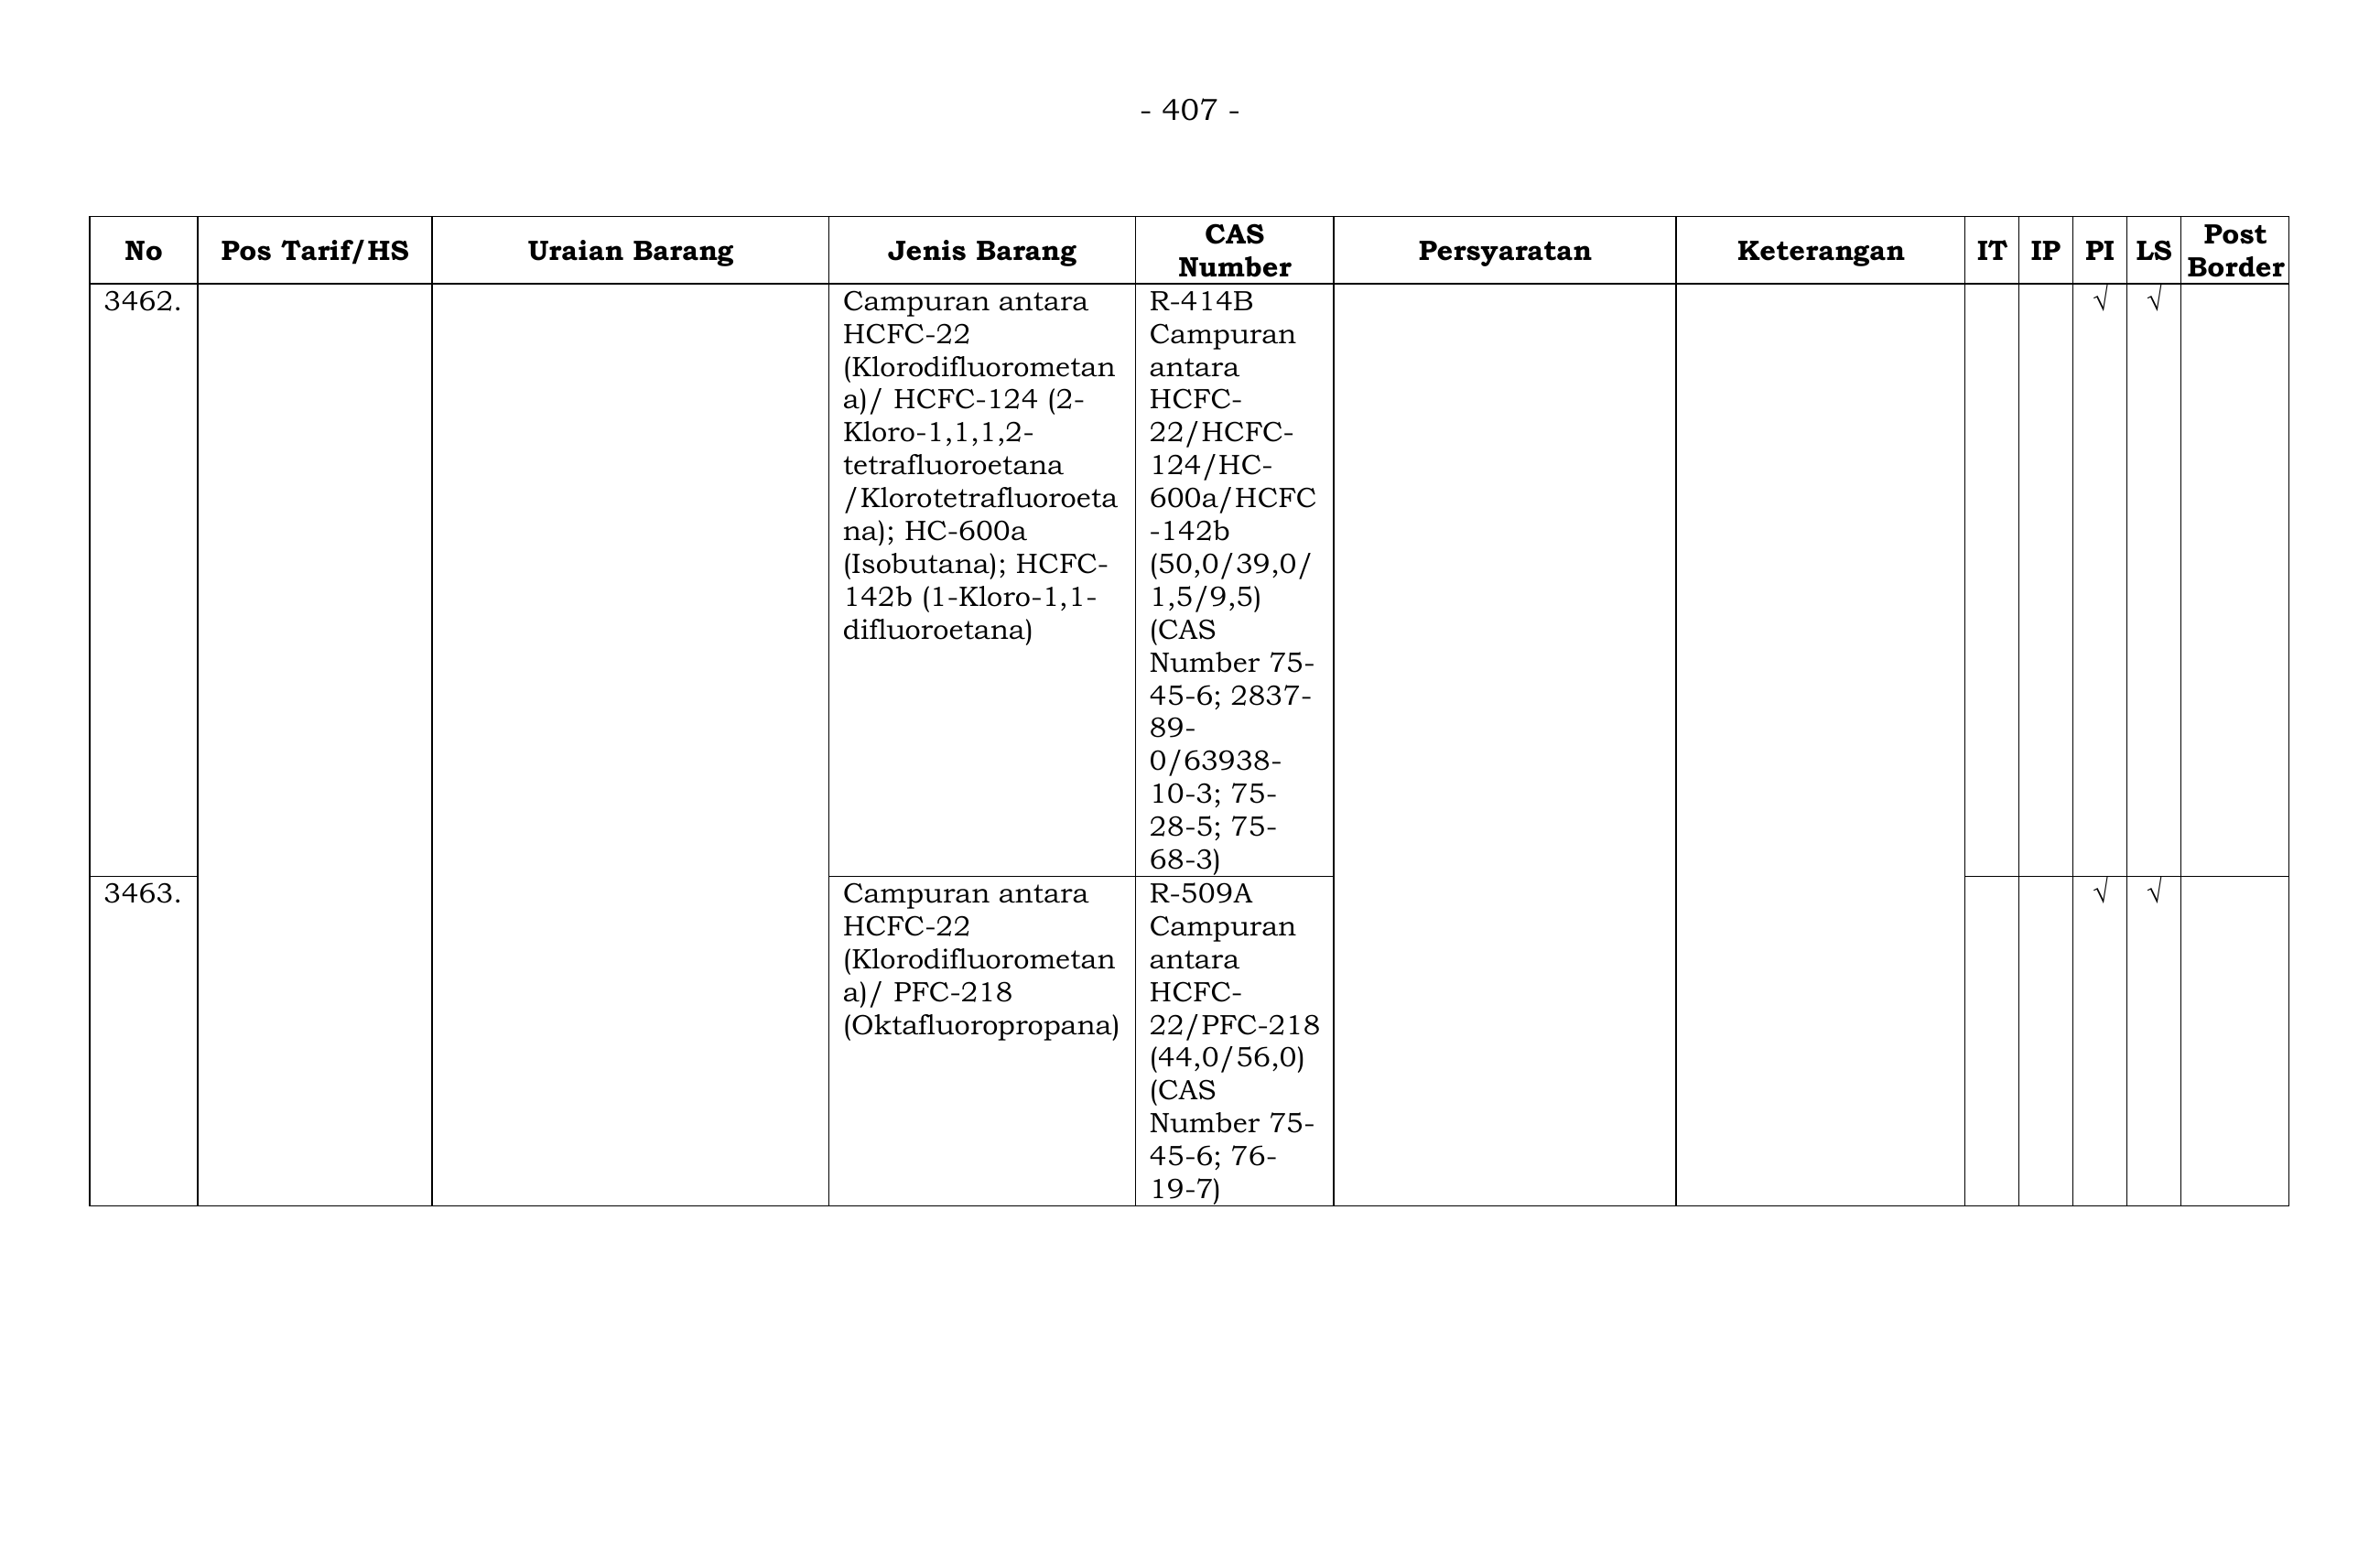 - 407 -
No Pos Tarif/HS Uraian Barang Jenis Barang CAS Number Persyaratan Keterangan IT IP PI LS Post Border
3462.
Campuran antara
HCFC-22
(Klorodifluorometan
a)/ HCFC-124 (2-
Kloro-1,1,1,2-
tetrafluoroetana
/Klorotetrafluoroeta
na); HC-600a
(Isobutana); HCFC-
142b (1-Kloro-1,1-
difluoroetana)
R-414B
Campuran
antara
HCFC-
22/HCFC-
124/HC-
600a/HCFC
-142b
(50,0/39,0/
1,5/9,5)
(CAS
Number 75-
45-6; 2837-
89-
0/63938-
10-3; 75-
28-5; 75-
68-3)
√ √
3463.
Campuran antara
HCFC-22
(Klorodifluorometan
a)/ PFC-218
(Oktafluoropropana)
R-509A
Campuran
antara
HCFC-
22/PFC-218
(44,0/56,0)
(CAS
Number 75-
45-6; 76-
19-7)
√ √